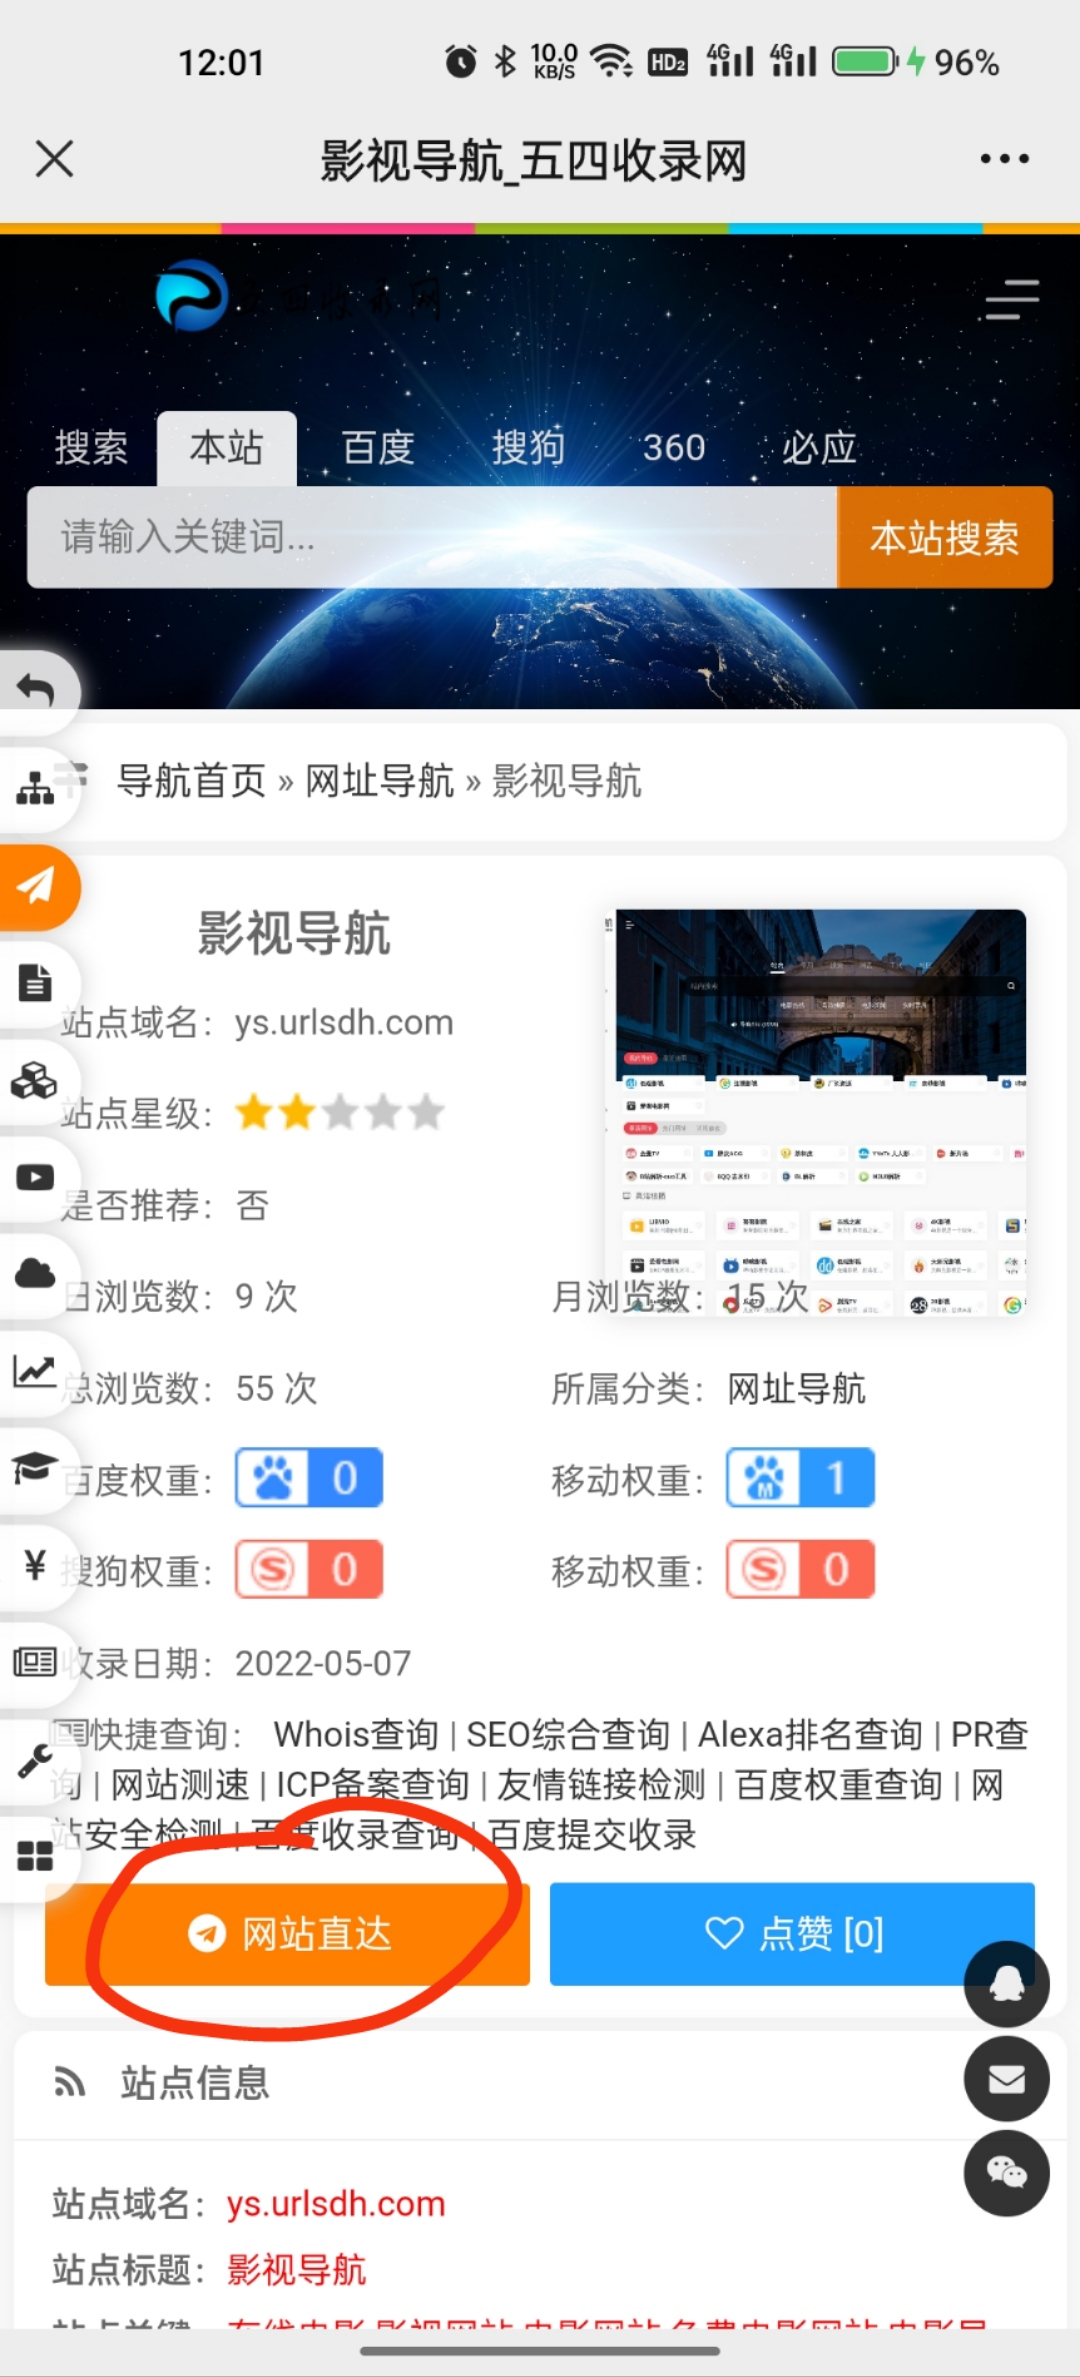 12:01
10.0 KB/S
HD2
4G
4G
96%
影视导航_五四收录网
五四收录网
搜索
本站
百度
搜狗
360
必应
请输入关键词...
本站搜索
导航首页 » 网址导航 » 影视导航
影视导航
站点域名： ys.urlsdh.com
站点星级：
是否推荐： 否
日浏览数： 9 次
月浏览数： 15 次
总浏览数： 55 次
所属分类： 网址导航
百度权重： 0
移动权重： M 1
搜狗权重： S 0
移动权重： S 0
收录日期： 2022-05-07
快捷查询： Whois查询 | SEO综合查询 | Alexa排名查询 | PR查
询 | 网站测速 | ICP备案查询 | 友情链接检测 | 百度权重查询 | 网
站安全检测 | 百度收录查询 | 百度提交收录
网站直达
点赞 [0]
站点信息
站点域名： ys.urlsdh.com
站点标题： 影视导航